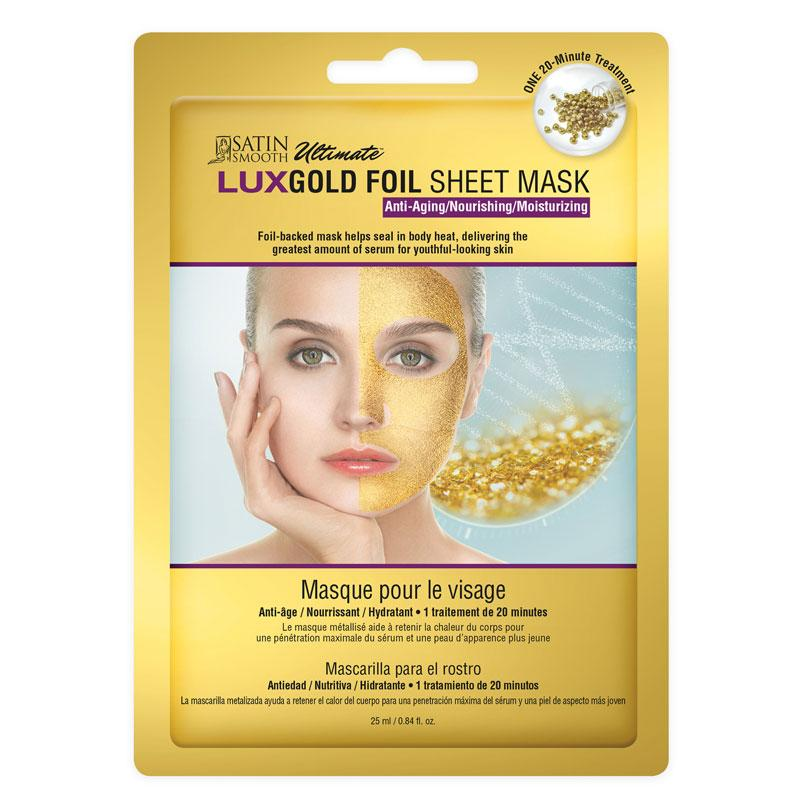 ONE 20-Minute Treatment
SATIN
SMOOTH Ultimate™
LUXGOLD FOIL SHEET MASK
Anti-Aging/Nourishing/Moisturizing
Foil-backed mask helps seal in body heat, delivering the
greatest amount of serum for youthful-looking skin
Masque pour le visage
Anti-âge / Nourrissant / Hydratant • 1 traitement de 20 minutes
Le masque métallisé aide à retenir la chaleur du corps pour
une pénétration maximale du sérum et une peau d'apparence plus jeune
Mascarilla para el rostro
Antiedad / Nutritiva / Hidratante • 1 tratamiento de 20 minutos
La mascarilla metalizada ayuda a retener el calor del cuerpo para una penetración máxima del sérum y una piel de aspecto más joven
25 ml / 0.84 fl. oz.